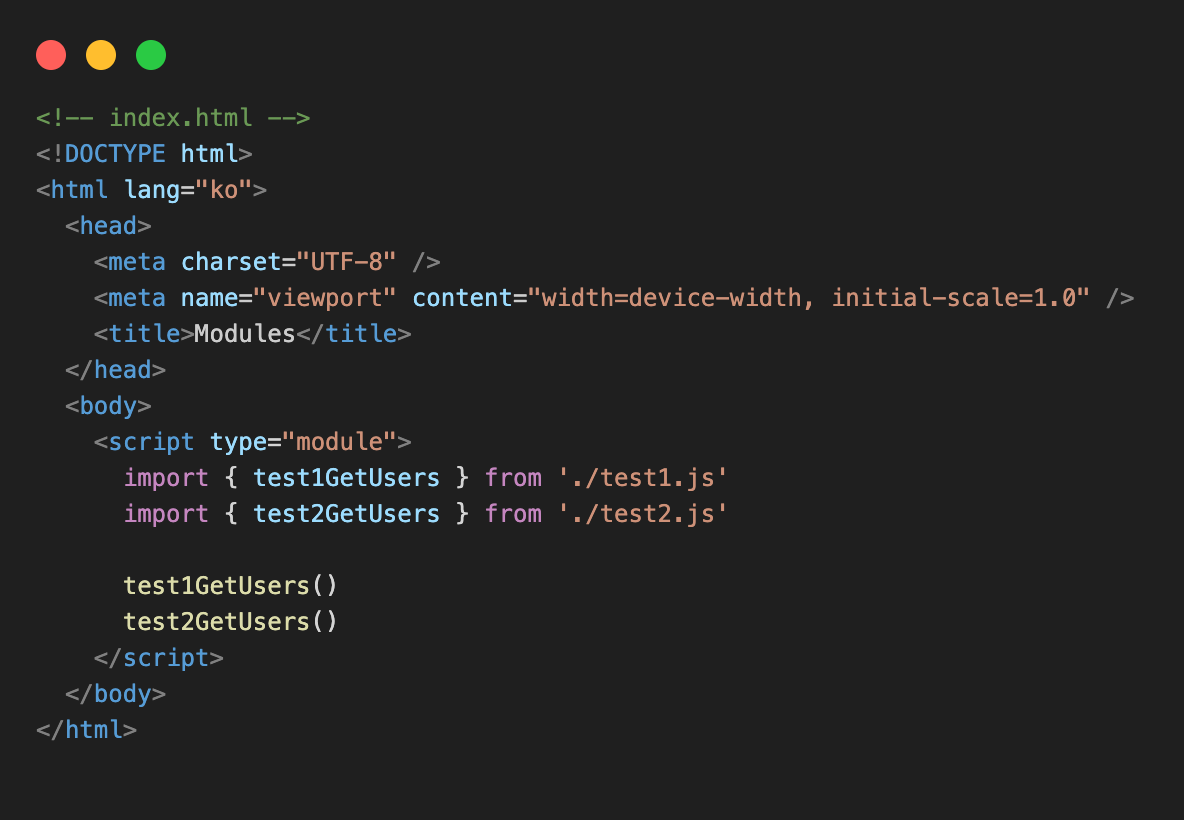 <!-- index.html -->
<!DOCTYPE html>
<html lang="ko">
  <head>
    <meta charset="UTF-8" />
    <meta name="viewport" content="width=device-width, initial-scale=1.0" />
    <title>Modules</title>
  </head>
  <body>
    <script type="module">
      import { test1GetUsers } from './test1.js'
      import { test2GetUsers } from './test2.js'

      test1GetUsers()
      test2GetUsers()
    </script>
  </body>
</html>